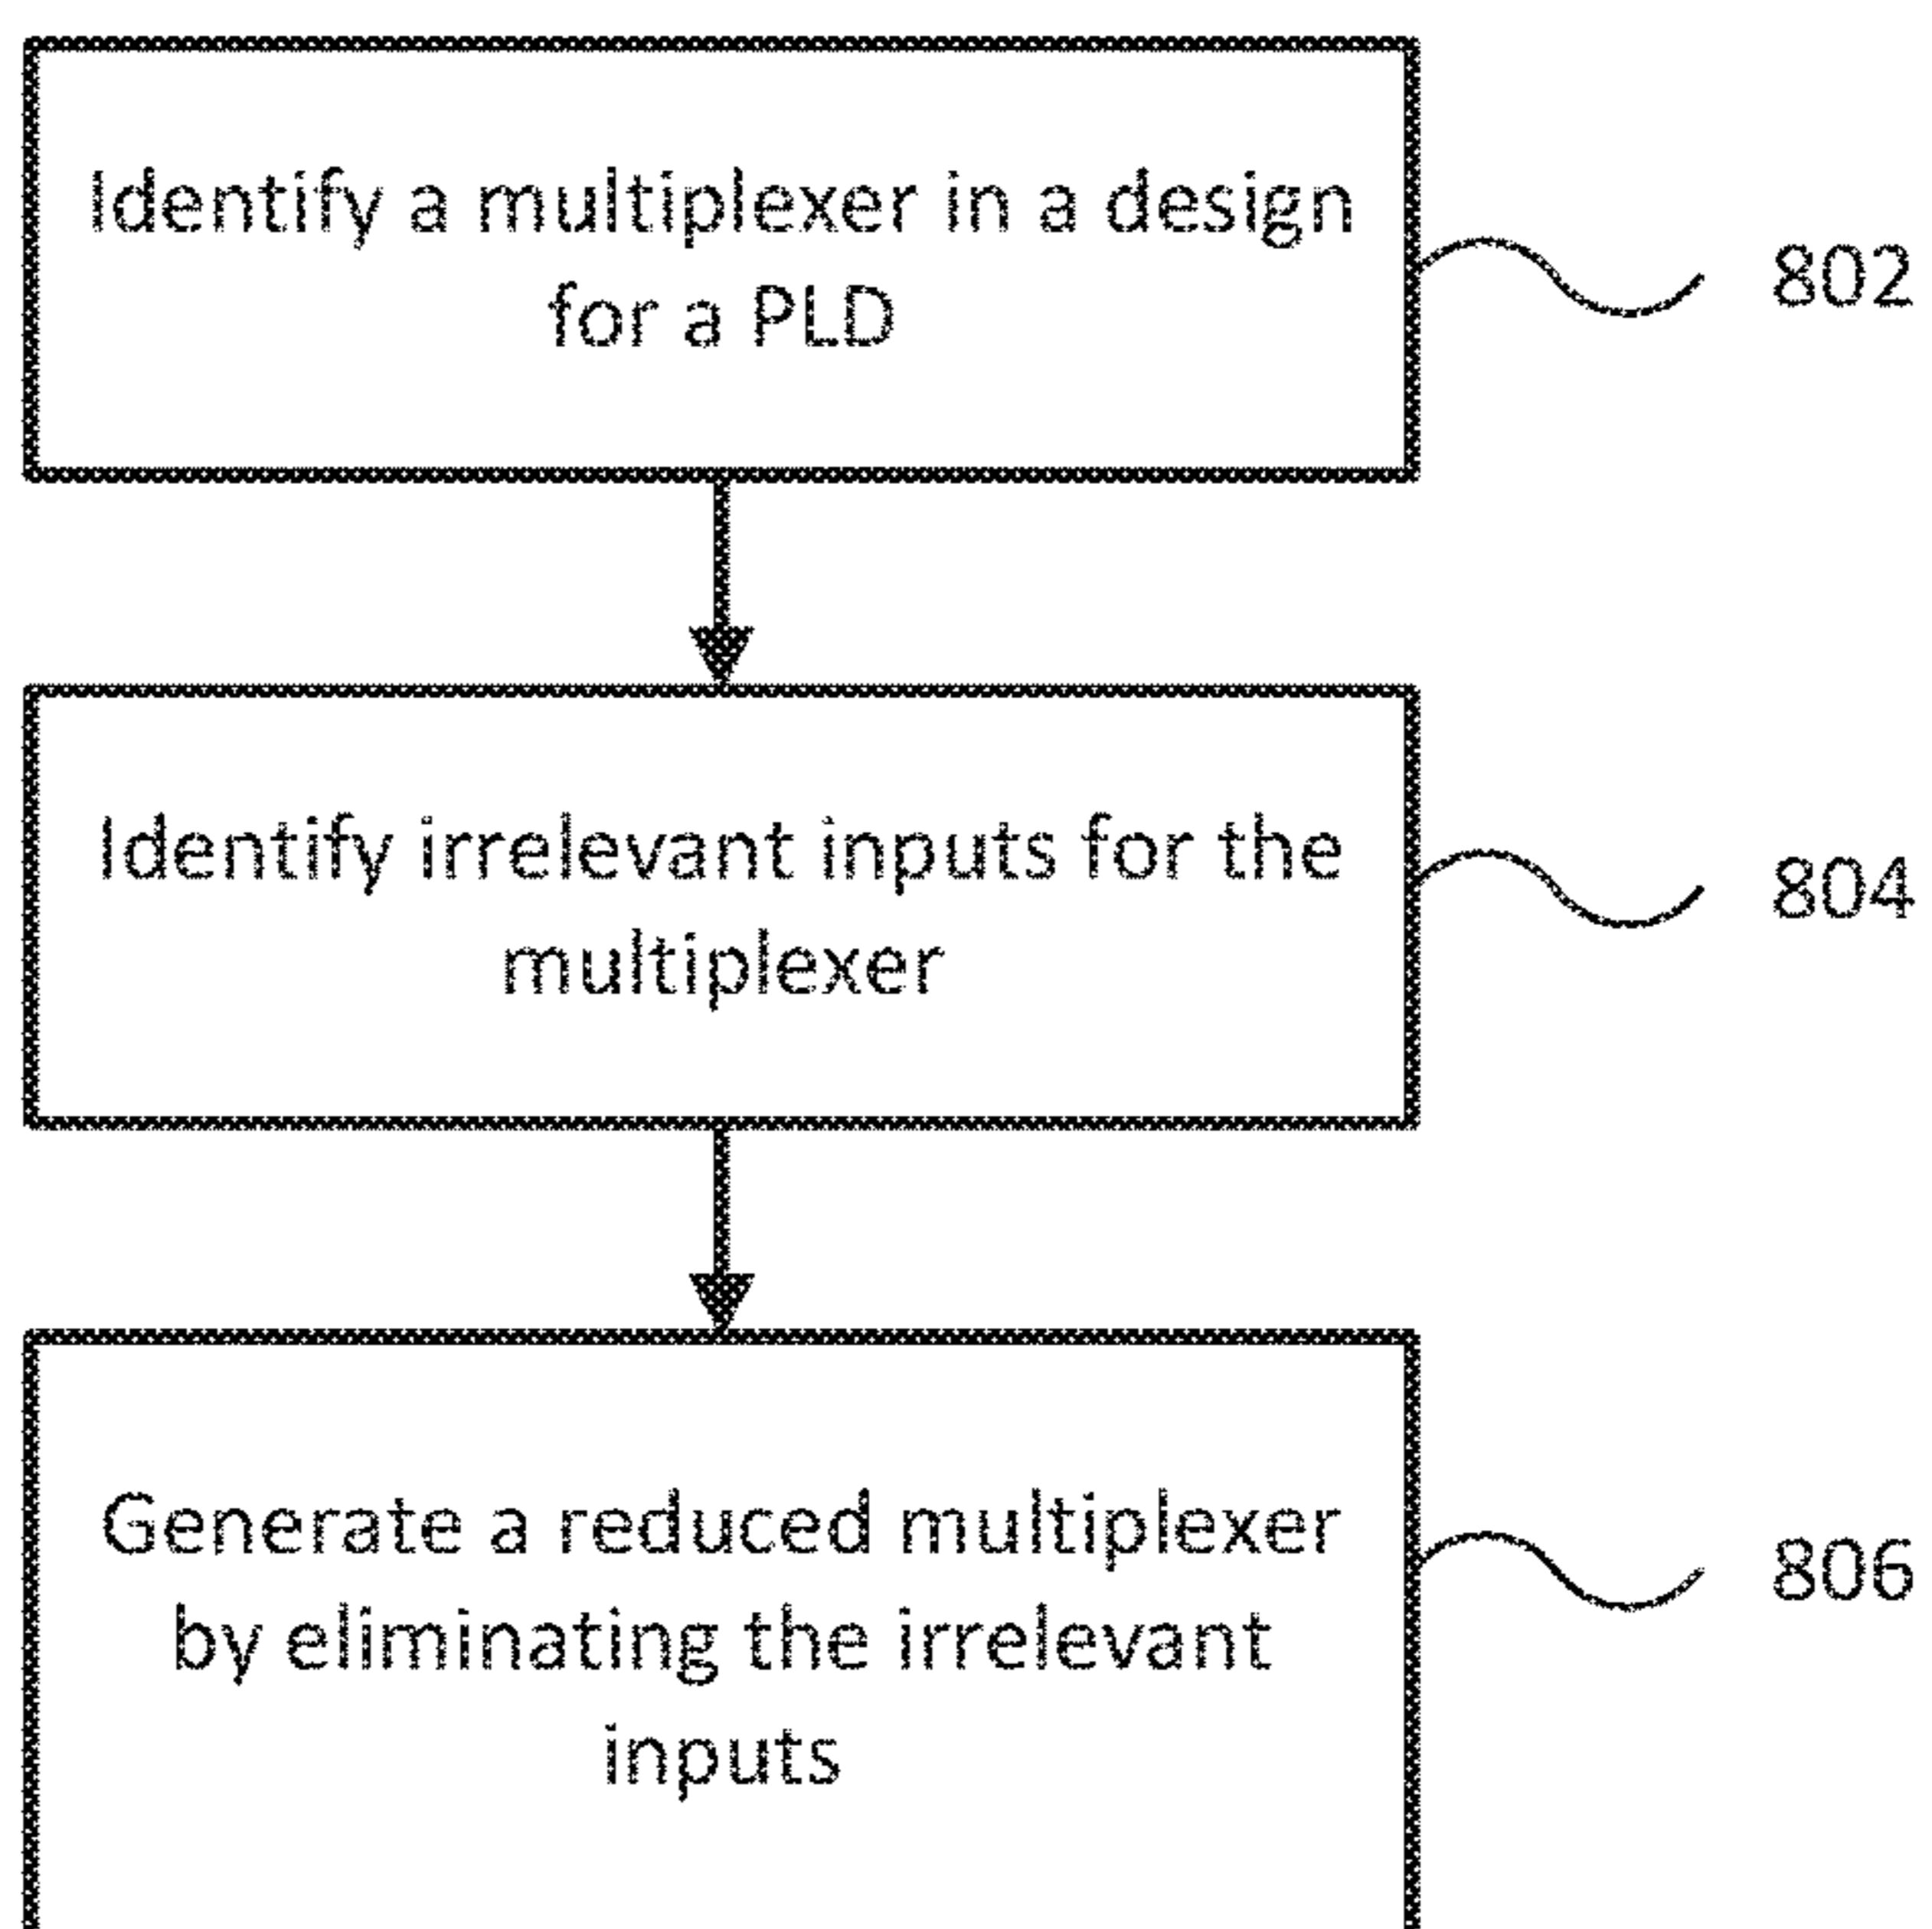 Identify a multiplexer in a design
for a PLD
802
Identify irrelevant inputs for the
multiplexer
804
Generate a reduced multiplexer
by eliminating the irrelevant
inputs
806